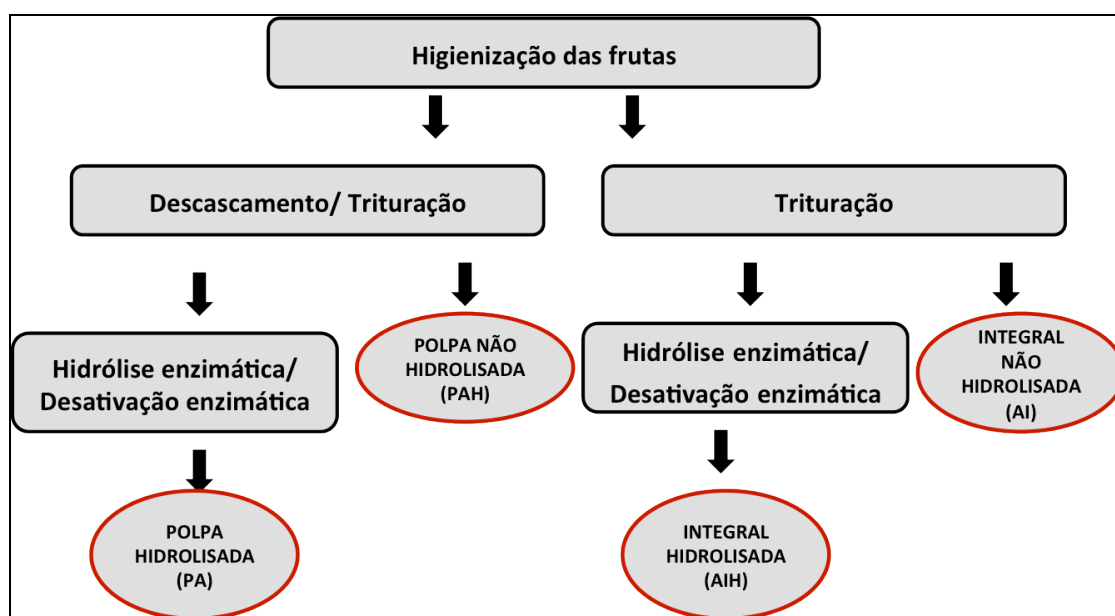 Higienização das frutas
Descascamento/ Trituração
Trituração
Hidrólise enzimática/
Desativação enzimática
POLPA NÃO
HIDROLISADA
(PAH)
Hidrólise enzimática/
Desativação enzimática
INTEGRAL
NÃO
HIDROLISADA
(AI)
POLPA
HIDROLISADA
(PA)
INTEGRAL
HIDROLISADA
(AIH)